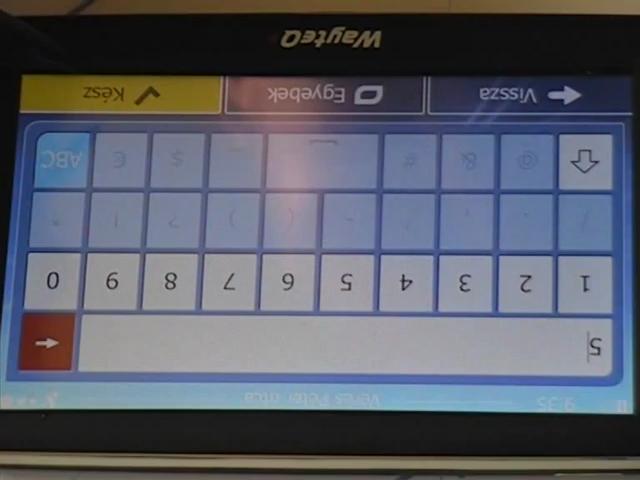 9:35 Veres Péter utca
5
1 2 3 4 5 6 7 8 9 0
/ . , ' - ( ) ? ! "
@ & # _ $ € ABC
Vissza Egyebek Kész
WayteQ